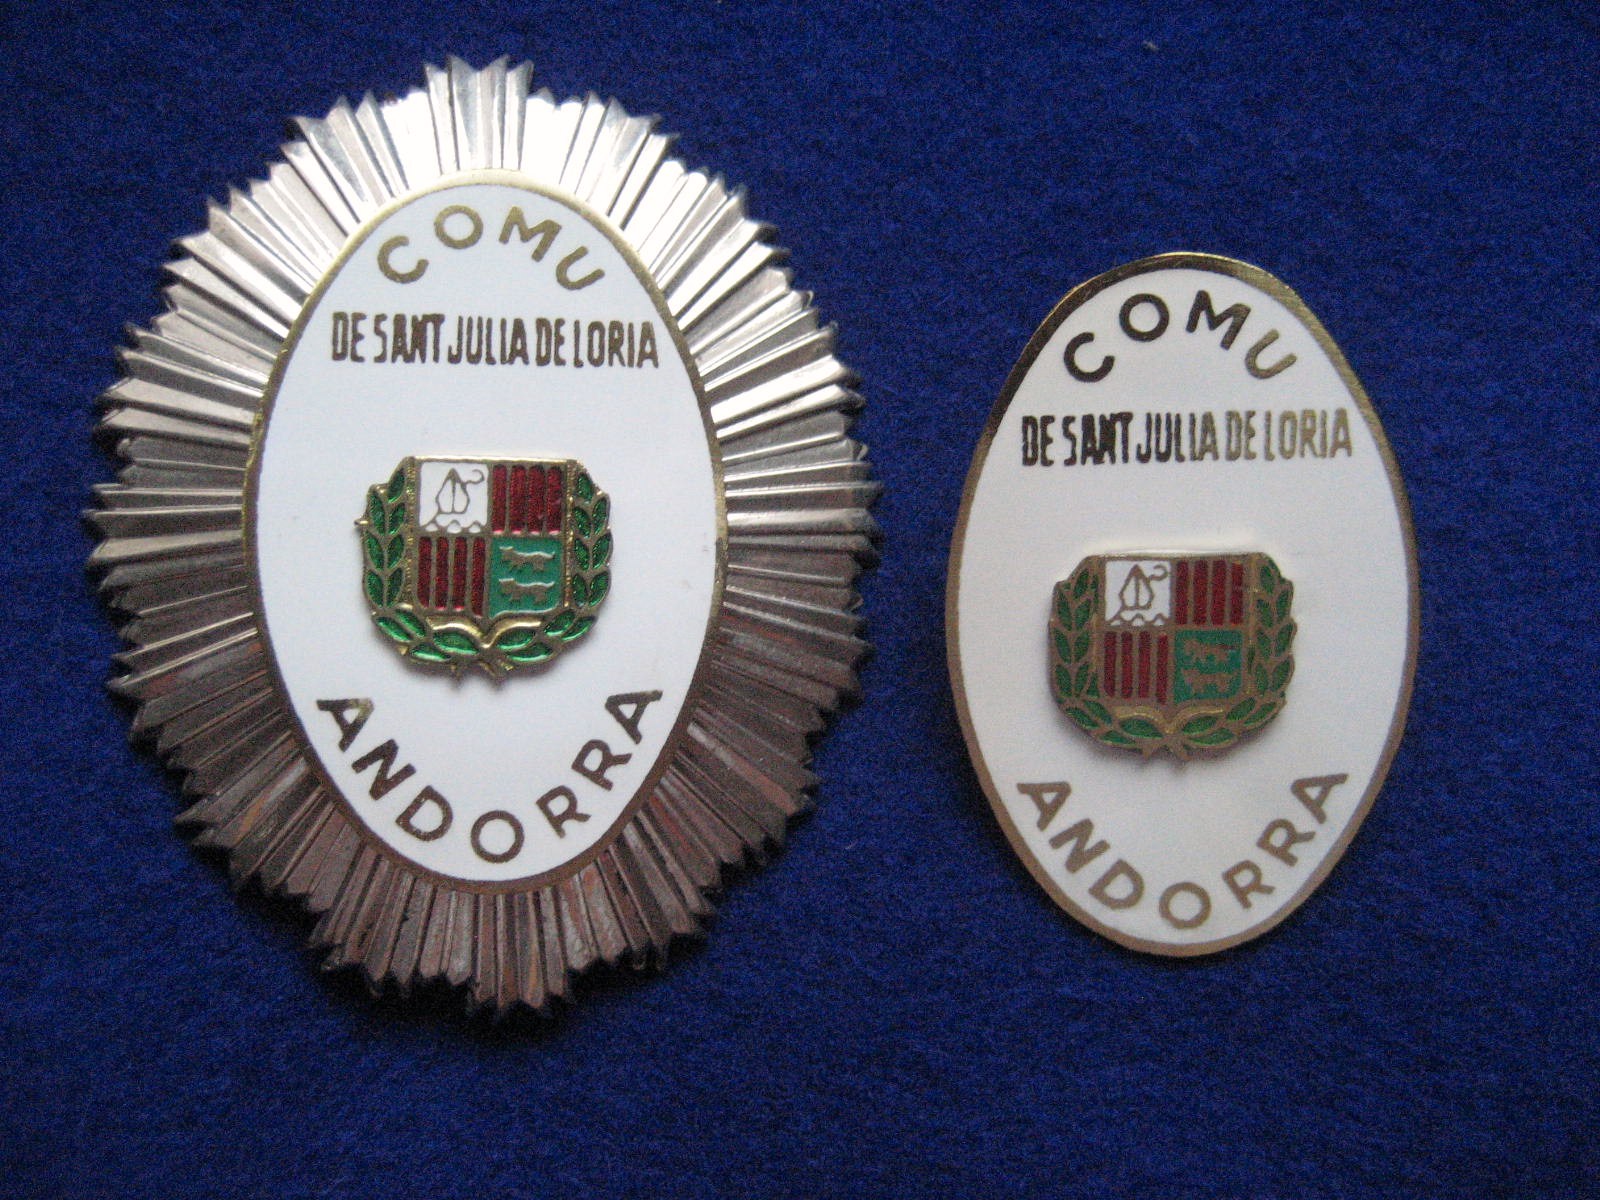 COMU
DE SANT JULIA DE LORIA
ANDORRA
COMU
DE SANT JULIA DE LORIA
ANDORRA